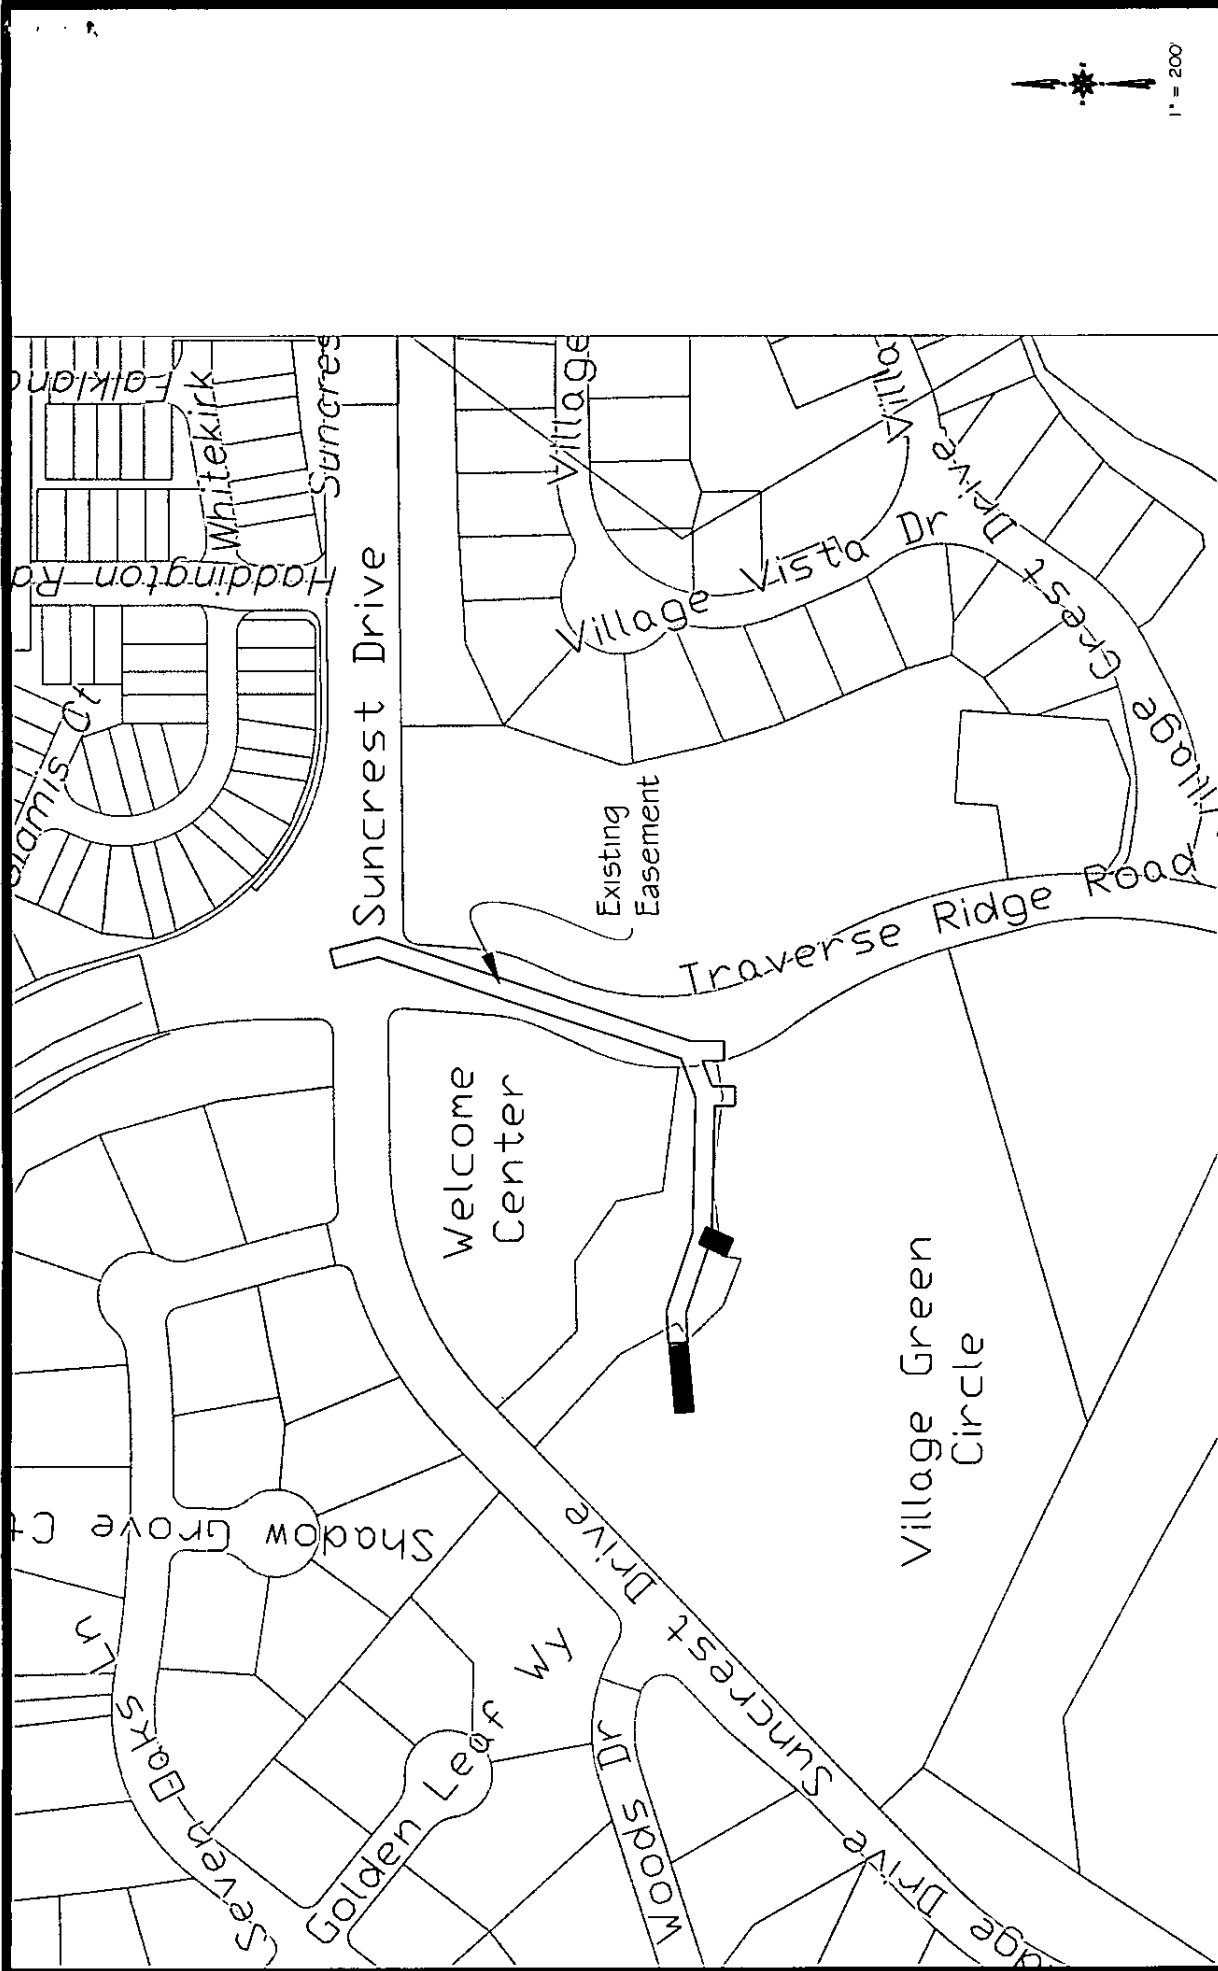 1" = 200'
Falkland
Whitekirk
Suncres
Haddington Rd
Suncrest Drive
Village
Villa
Village Vista Dr
Village Crest Drive
Existing
Easement
Traverse Ridge Road
Welcome
Center
Village Green
Circle
Shadow Grove Ct
Seven Oaks Ln
Golden Leaf Wy
Woods Dr
Suncrest Drive
Suncrest Drive